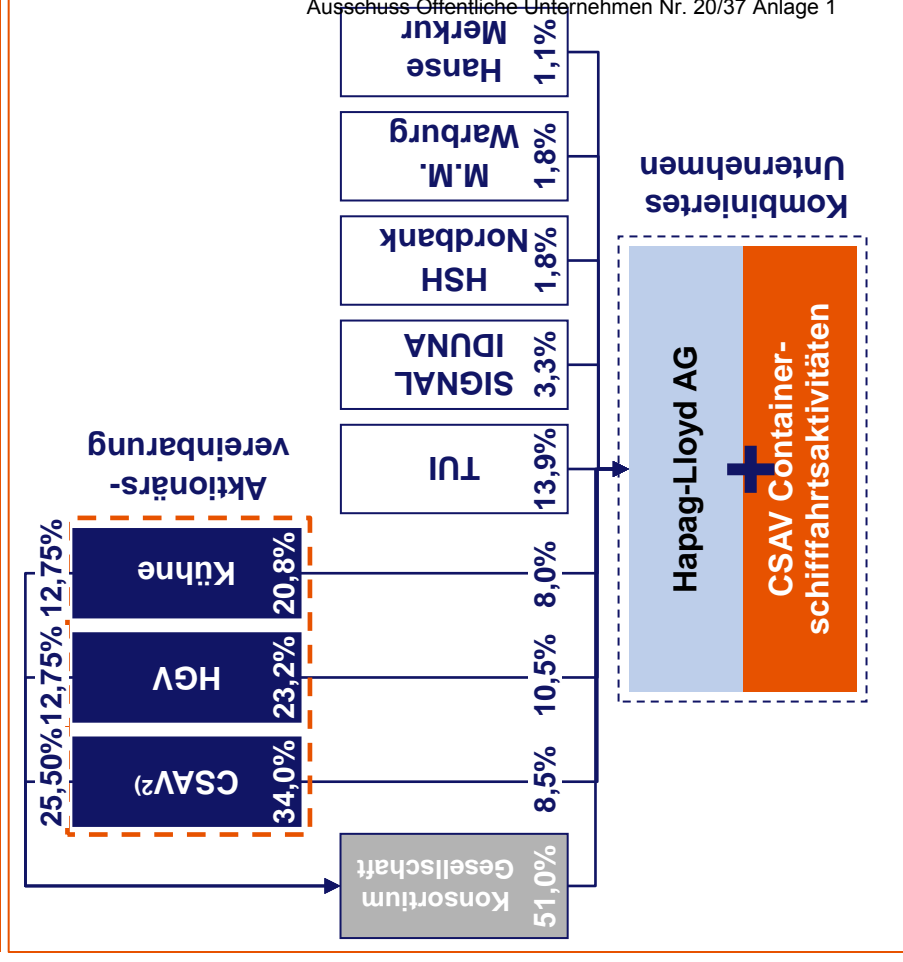 Ausschuss Öffentliche Unternehmen Nr. 20/37 Anlage 1
Aktionärs-
vereinbarung
25,50%
12,75%
12,75%
CSAV²⁾
34,0%
HGV
23,2%
Kühne
20,8%
Konsortium
Gesellschaft
51,0%
8,5%
10,5%
8,0%
TUI
13,9%
SIGNAL
IDUNA
3,3%
HSH
Nordbank
1,8%
M.M.
Warburg
1,8%
Hanse
Merkur
1,1%
Kombiniertes
Unternehmen
Hapag-Lloyd AG
+
CSAV Container-
schifffahrtsaktivitäten